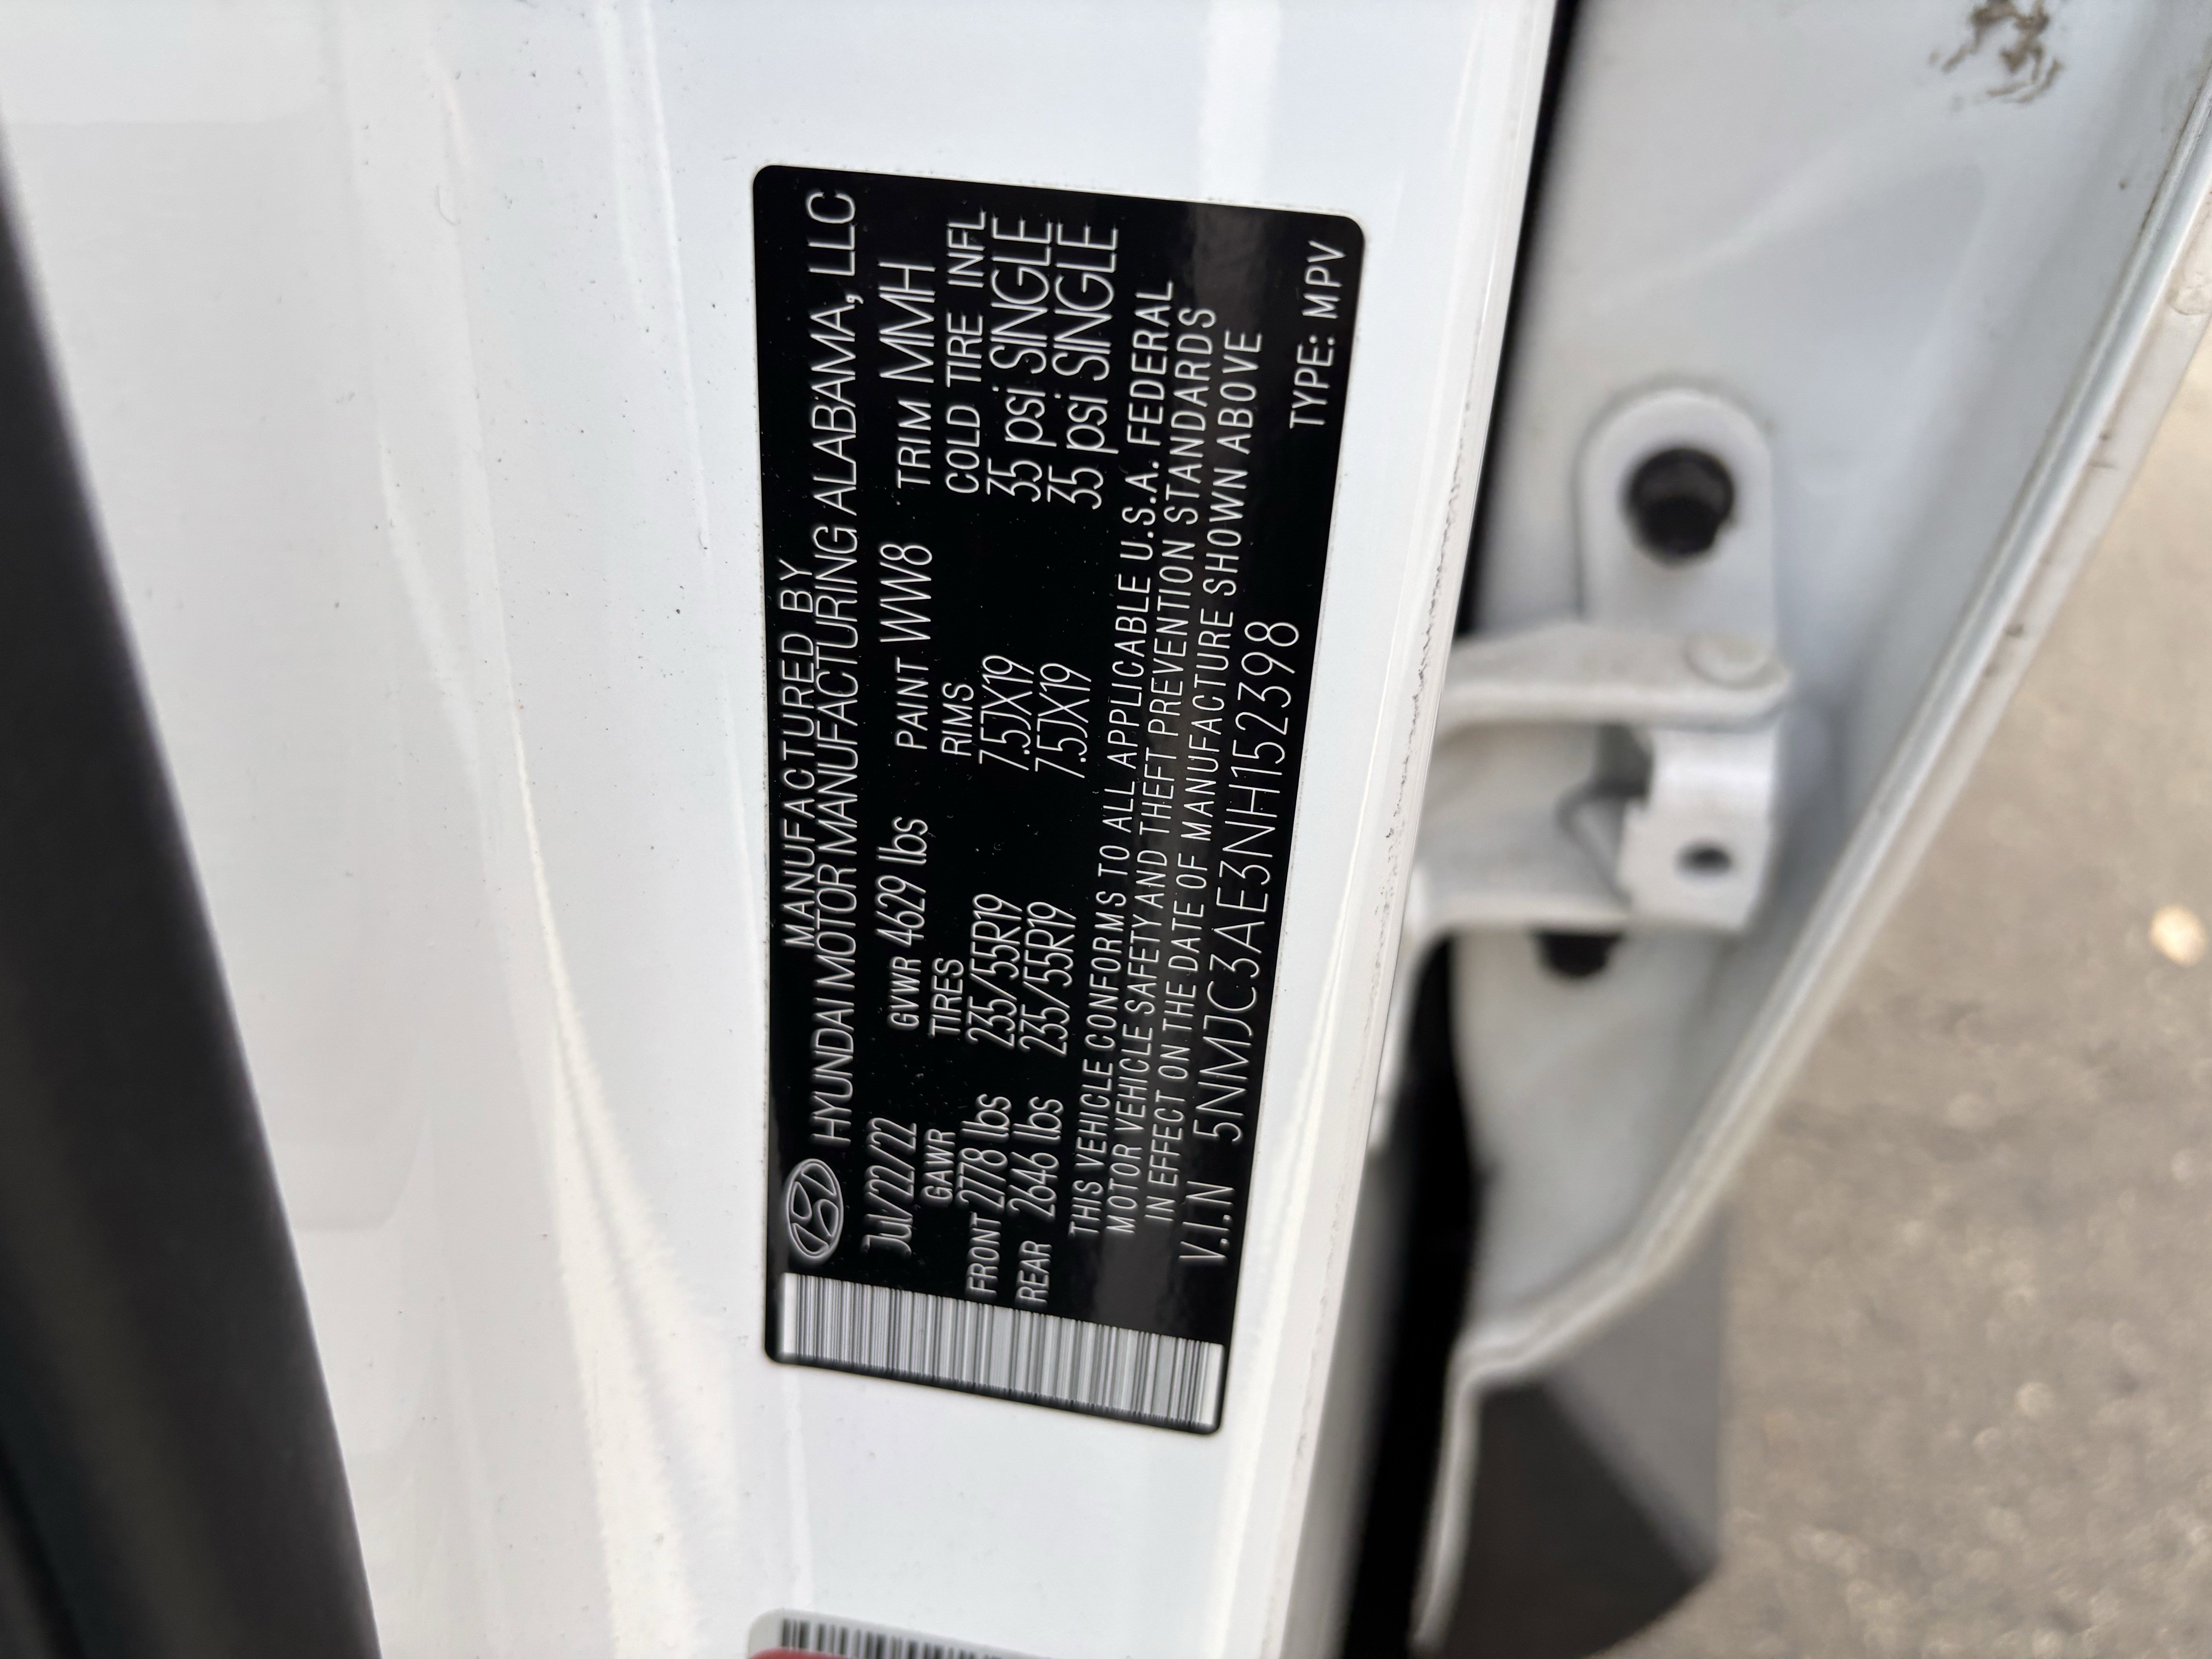 MANUFACTURED BY
HYUNDAI MOTOR MANUFACTURING ALABAMA, LLC
Jul/22/22 GVWR 4629 lbs PAINT WW8 TRIM MMH
GAWR TIRES RIMS COLD TIRE INFL
FRONT 2778 lbs 235/55R19 7.5JX19 35 psi SINGLE
REAR 2646 lbs 235/55R19 7.5JX19 35 psi SINGLE
THIS VEHICLE CONFORMS TO ALL APPLICABLE U.S.A. FEDERAL
MOTOR VEHICLE SAFETY AND THEFT PREVENTION STANDARDS
IN EFFECT ON THE DATE OF MANUFACTURE SHOWN ABOVE
V.I.N 5NMJC3AE3NH152398 TYPE: MPV